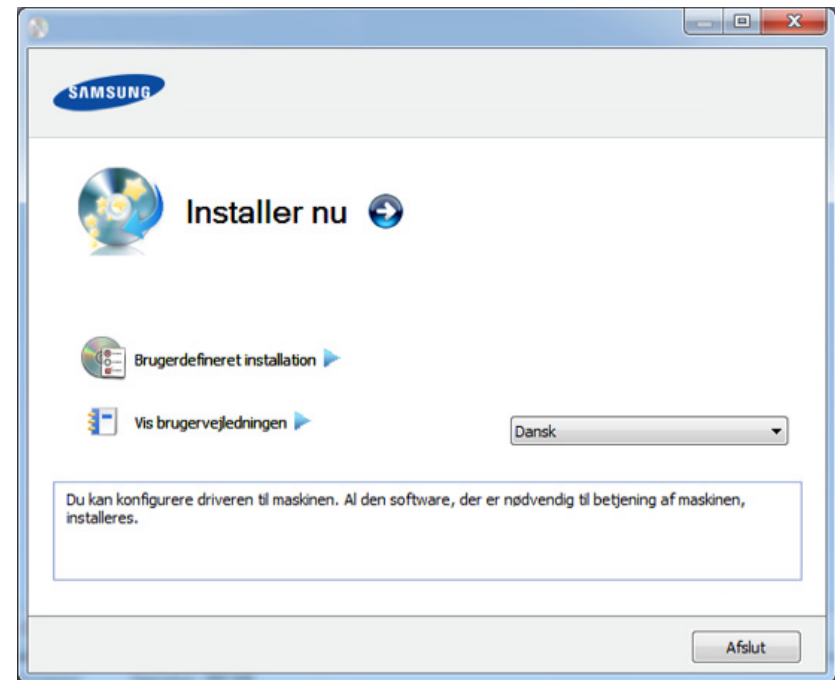 SAMSUNG
Installer nu
Brugerdefineret installation
Vis brugervejledningen
Dansk
Du kan konfigurere driveren til maskinen. Al den software, der er nødvendig til betjening af maskinen,
installeres.
Afslut